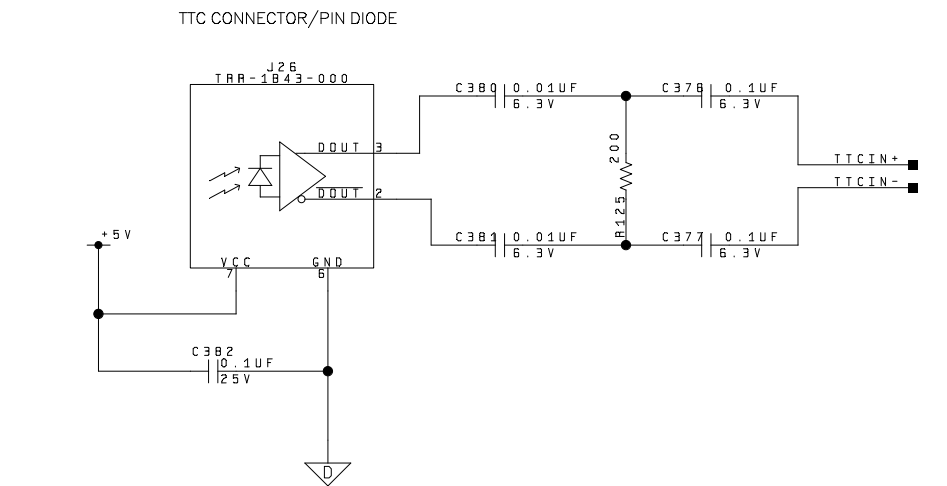 TTC CONNECTOR/PIN DIODE
J26
TRR-1B43-000
C380 0.01UF
6.3V
C376 0.1UF
6.3V
DOUT 3
200
TTCIN+
TTCIN-
DOUT 2
R125
C381 0.01UF
6.3V
C377 0.1UF
6.3V
+5V
VCC
7
GND
6
C382
0.1UF
25V
D